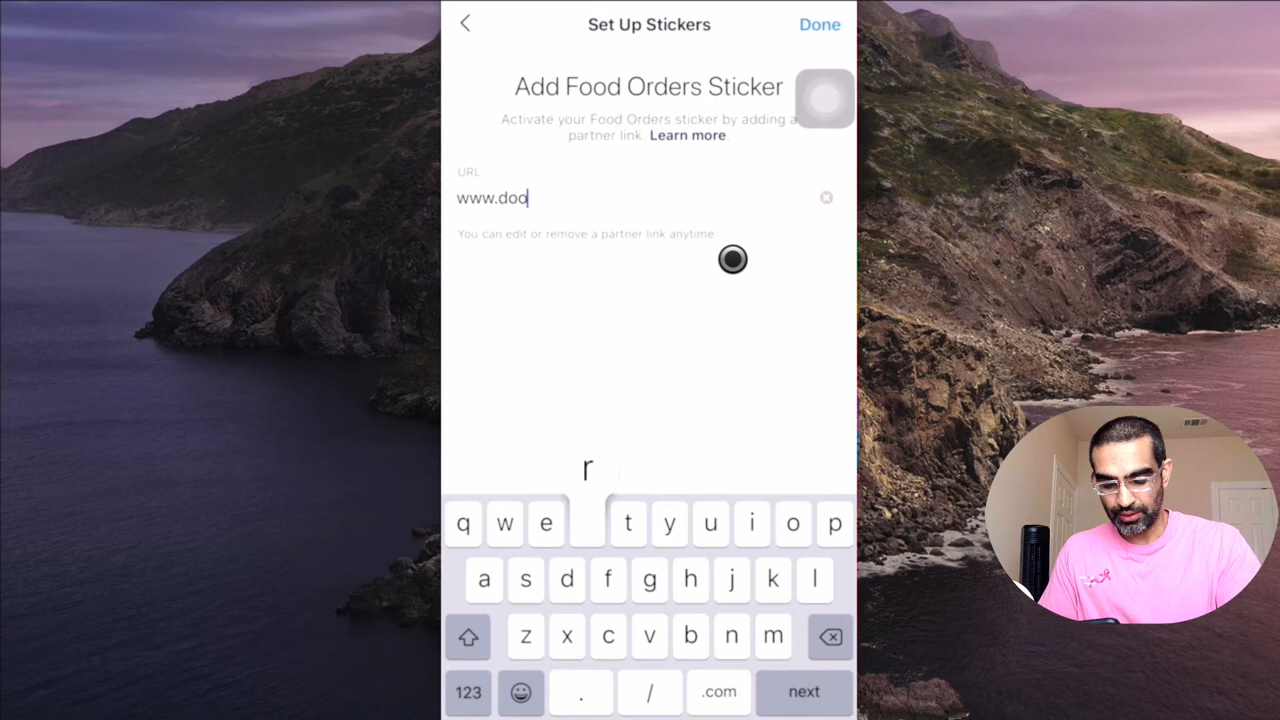 Set Up Stickers
Done
Add Food Orders Sticker
Activate your Food Orders sticker by adding a
partner link. Learn more
URL
www.doo
You can edit or remove a partner link anytime.
r
q w e t y u i o p
a s d f g h j k l
z x c v b n m
123 . / .com next